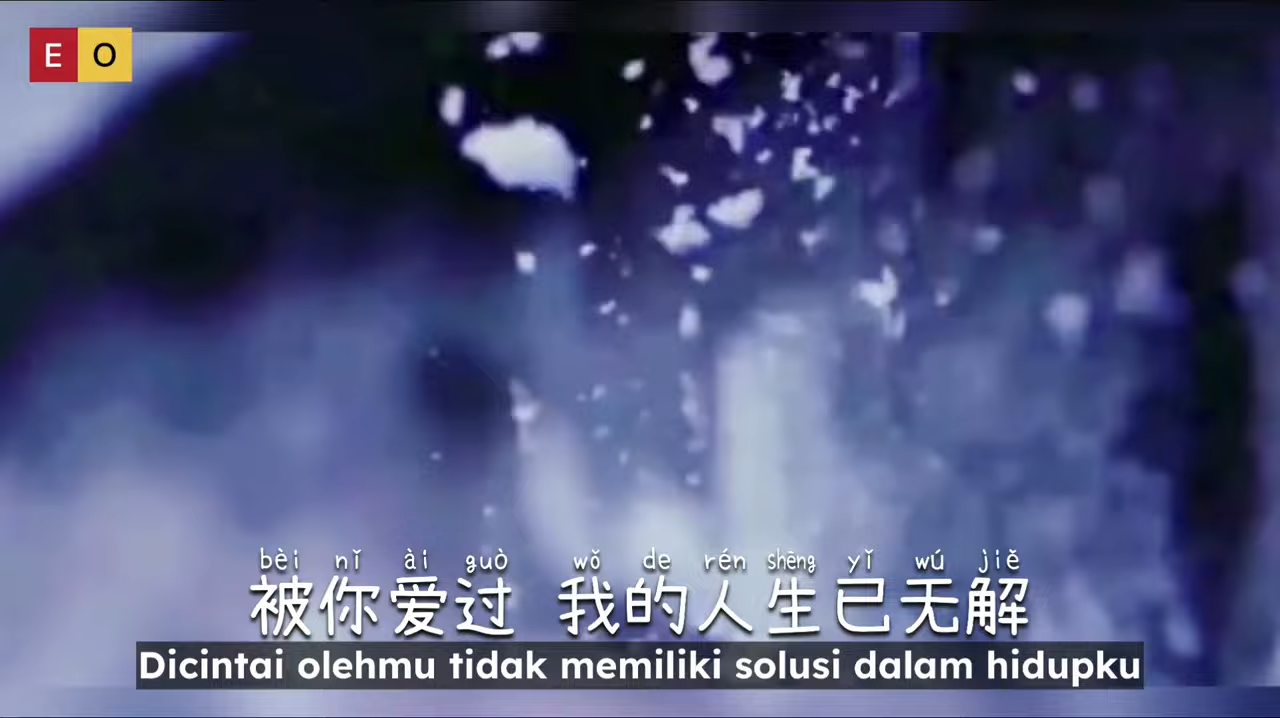 E O
bèi nǐ ài guò wǒ de rén shēng yǐ wú jiě
被你爱过 我的人生已无解
Dicintai olehmu tidak memiliki solusi dalam hidupku